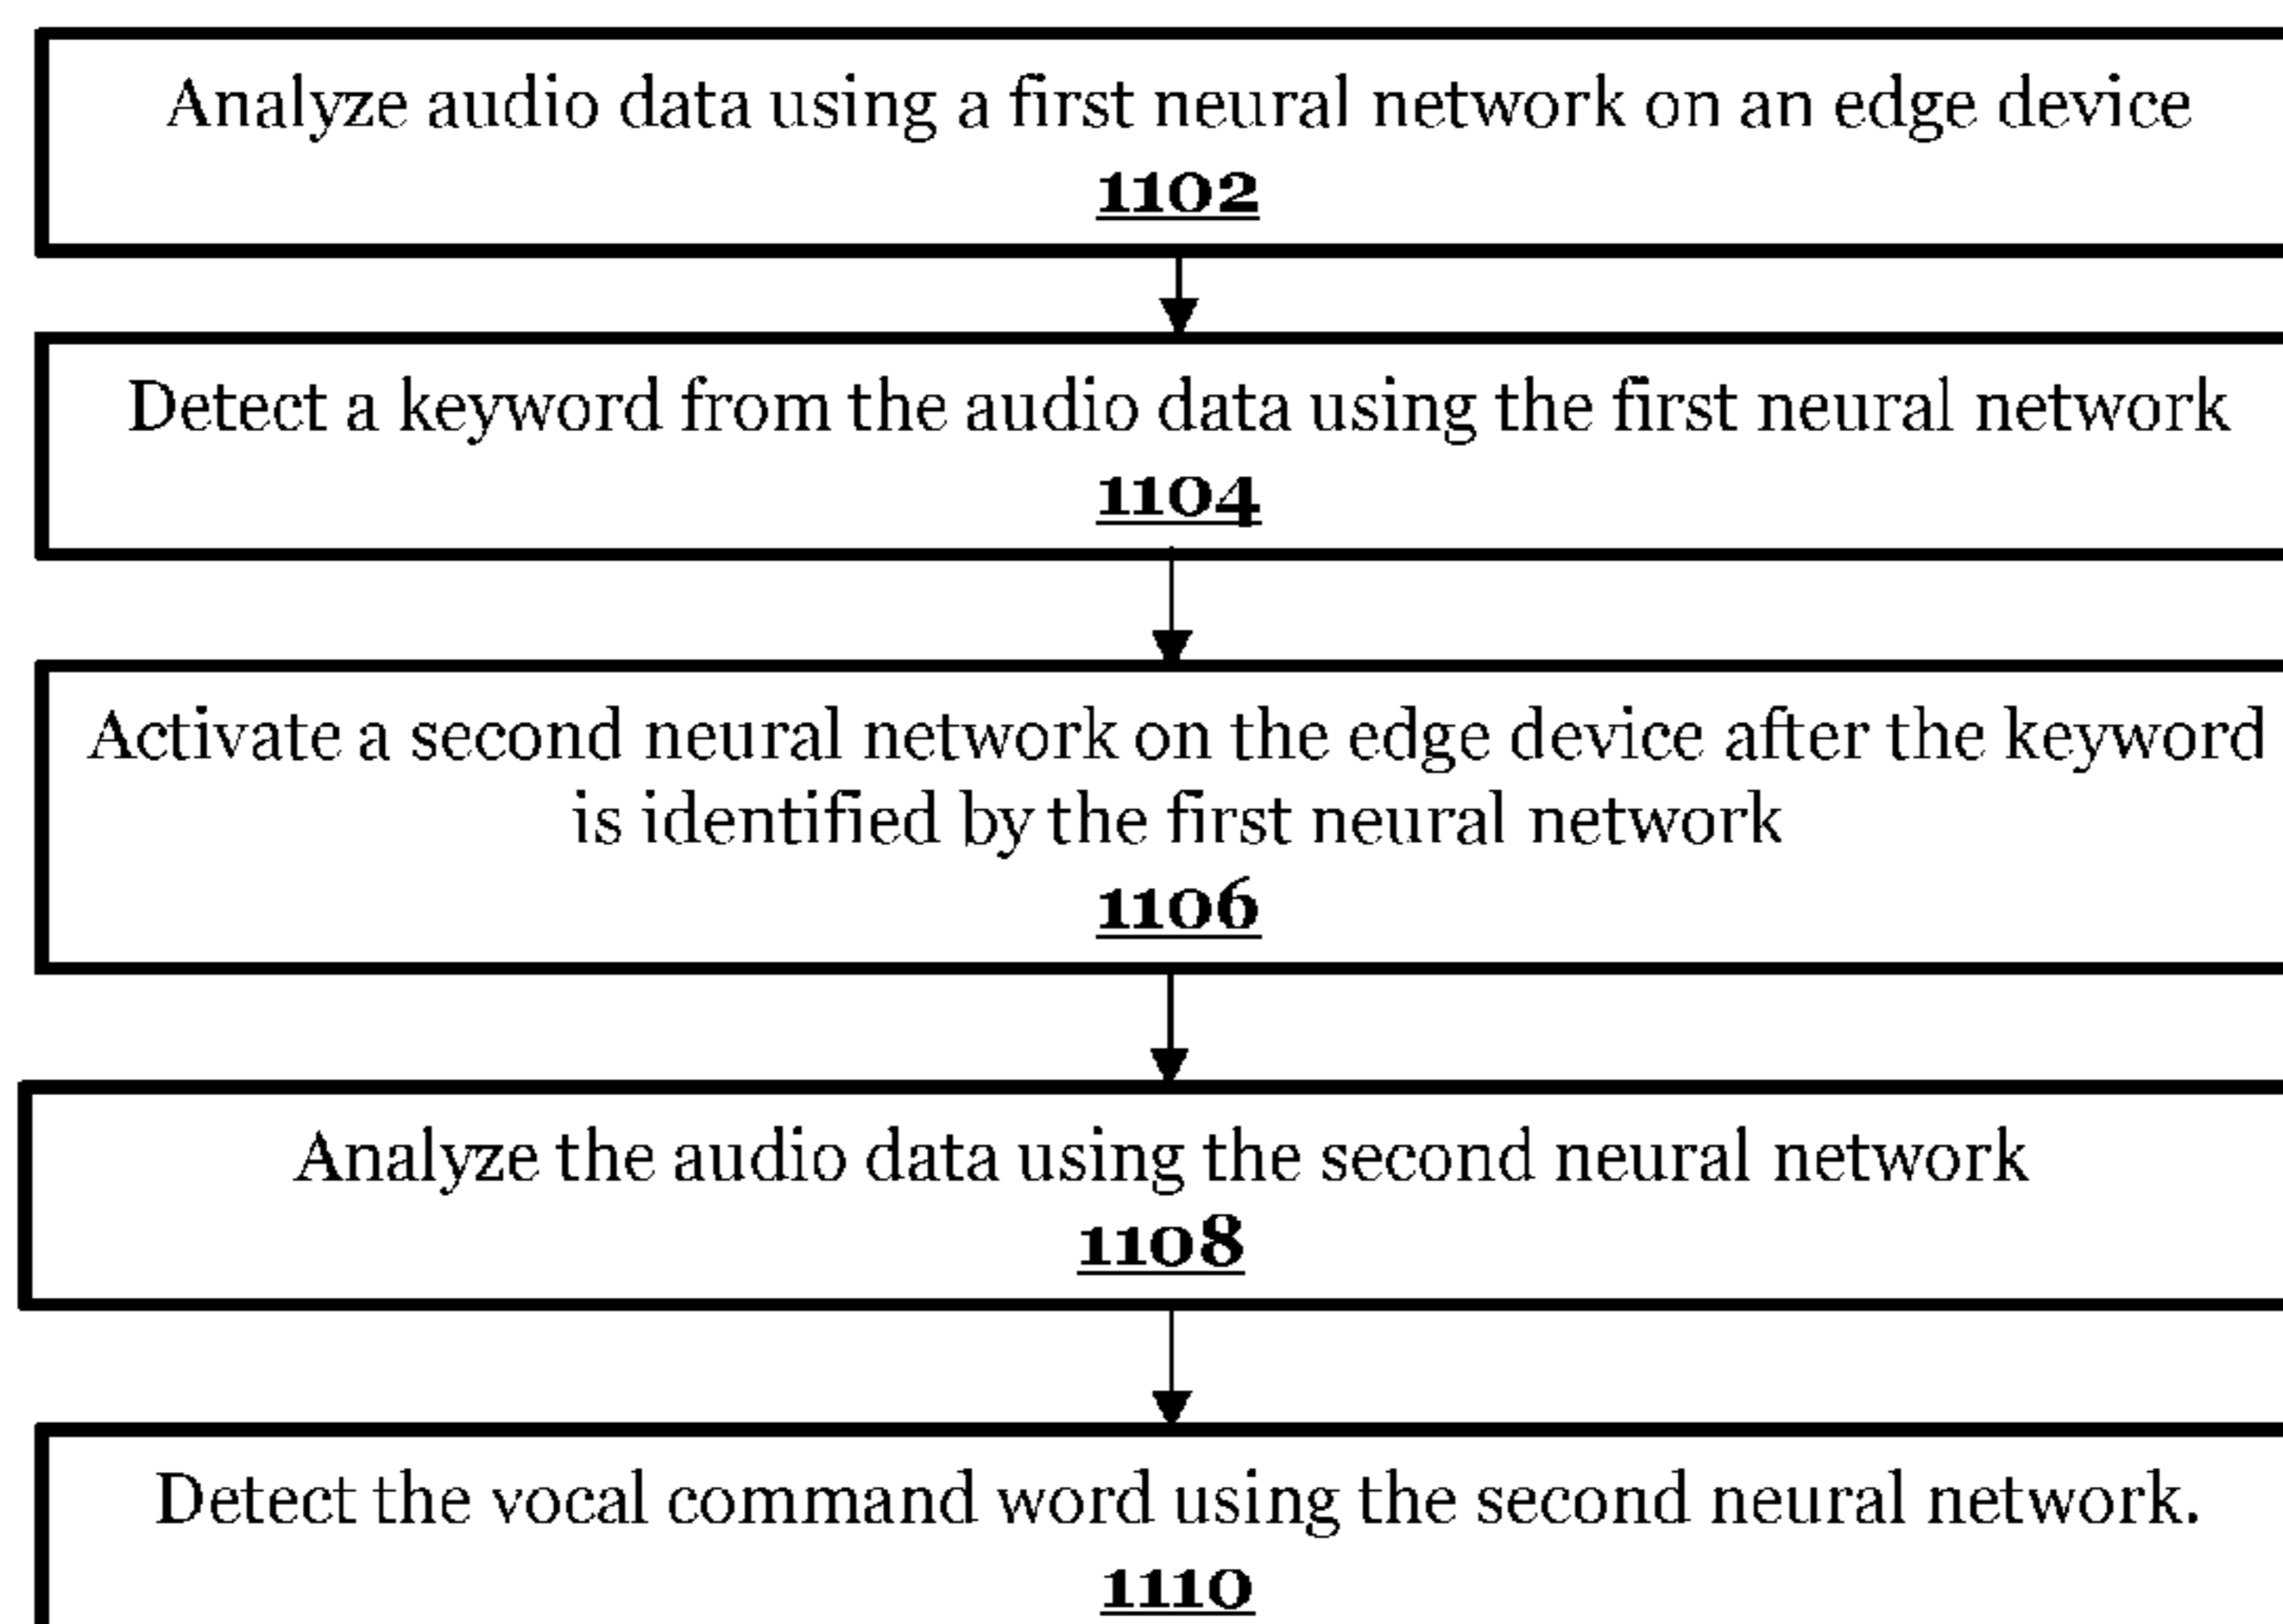 Analyze audio data using a first neural network on an edge device
1102
Detect a keyword from the audio data using the first neural network
1104
Activate a second neural network on the edge device after the keyword
is identified by the first neural network
1106
Analyze the audio data using the second neural network
1108
Detect the vocal command word using the second neural network.
1110